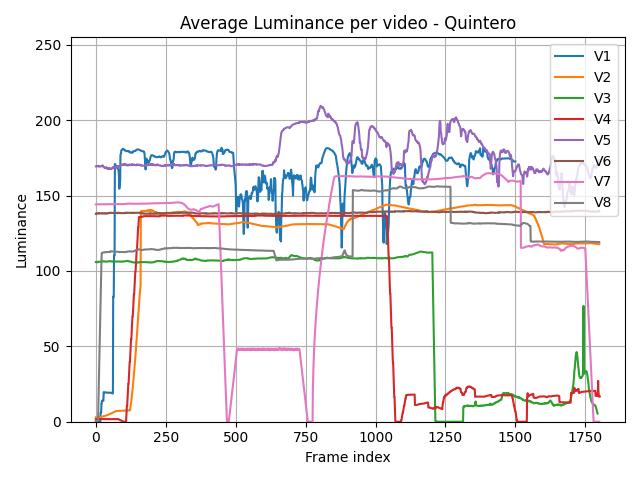 Average Luminance per video - Quintero
250
200
150
100
50
0
Luminance
0 250 500 750 1000 1250 1500 1750
Frame index
V1
V2
V3
V4
V5
V6
V7
V8